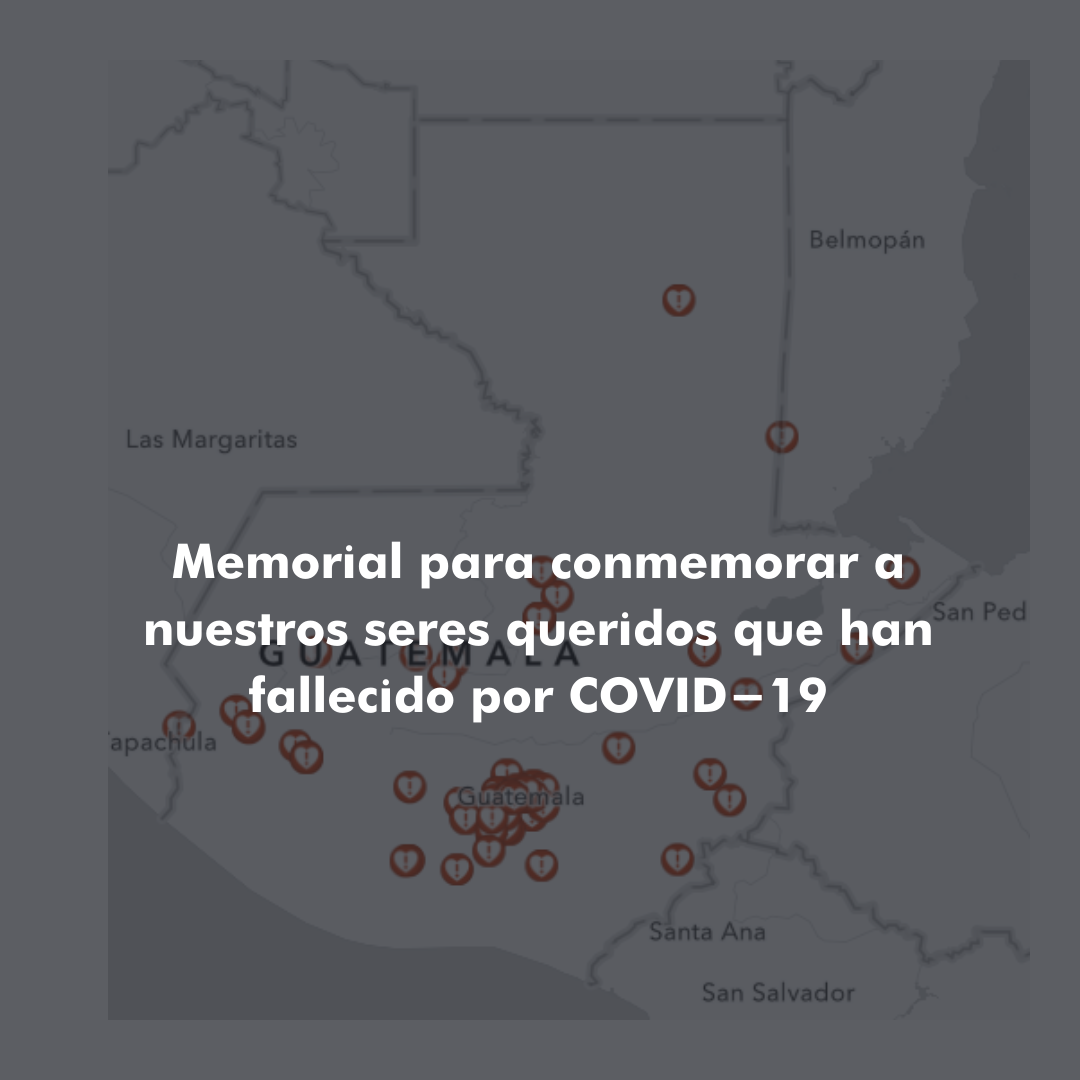 Belmopán
Las Margaritas
Memorial para conmemorar a
San Ped
nuestros seres queridos que han
GUATEMALA
fallecido por COVID–19
Tapachula
Guatemala
Santa Ana
San Salvador